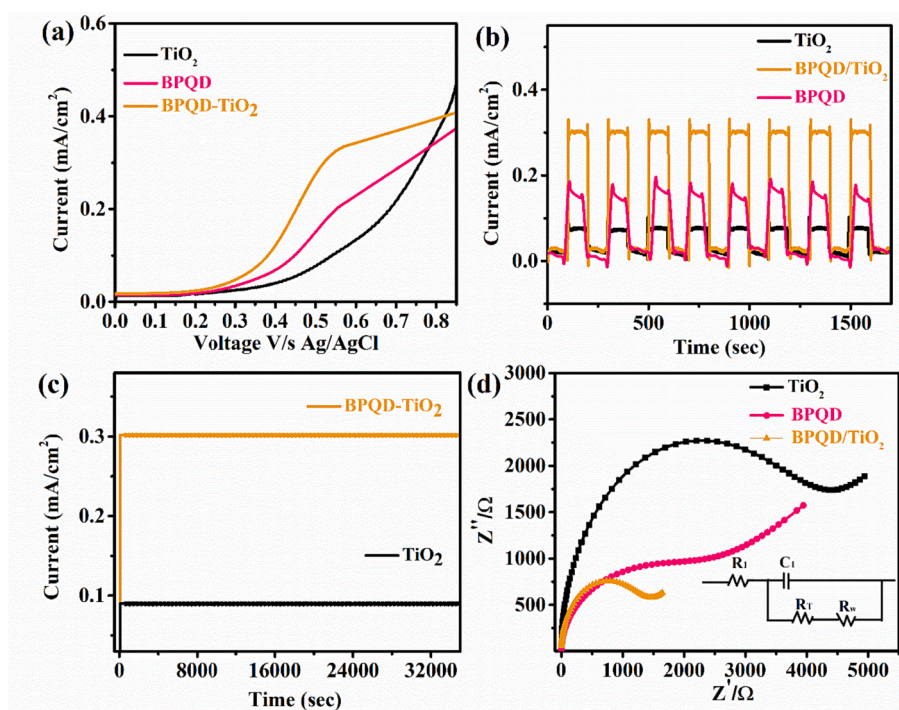 (a)
TiO₂
BPQD
BPQD-TiO₂
Current (mA/cm²)
0.6
0.4
0.2
0.0
0.0 0.1 0.2 0.3 0.4 0.5 0.6 0.7 0.8
Voltage V/s Ag/AgCl
(b)
TiO₂
BPQD/TiO₂
BPQD
Current (mA/cm²)
0.4
0.2
0.0
0 500 1000 1500
Time (sec)
(c)
BPQD-TiO₂
TiO₂
Current (mA/cm²)
0.3
0.2
0.1
0 8000 16000 24000 32000
Time (sec)
(d)
TiO₂
BPQD
BPQD/TiO₂
Z''/Ω
3000
2500
2000
1500
1000
500
0 1000 2000 3000 4000 5000
Z'/Ω
R₁ C₁
R_T R_w